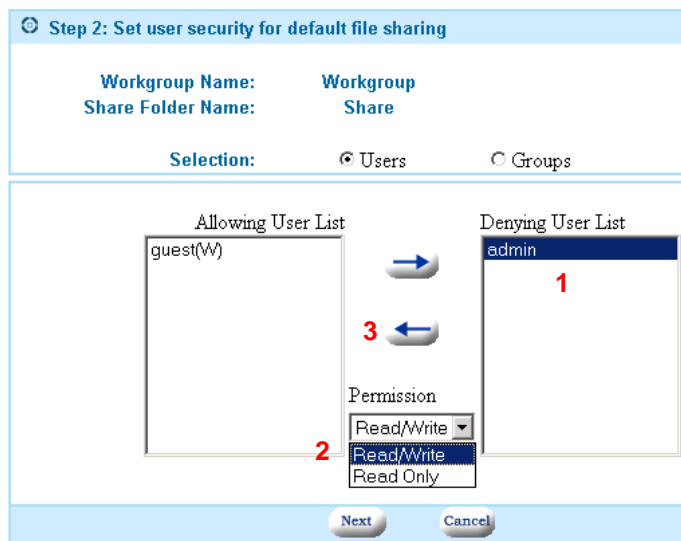 Step 2: Set user security for default file sharing
Workgroup Name: Workgroup
Share Folder Name: Share
Selection: Users Groups
Allowing User List Denying User List
guest(W) admin
1
3
Permission
Read/Write
2 Read/Write
Read Only
Next Cancel